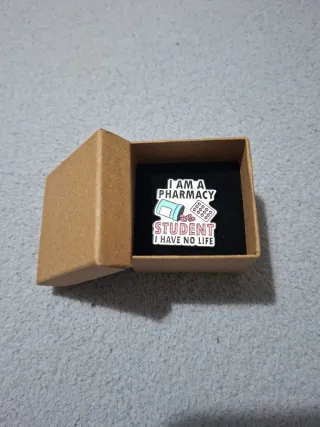 I AM A
PHARMACY
STUDENT
I HAVE NO LIFE